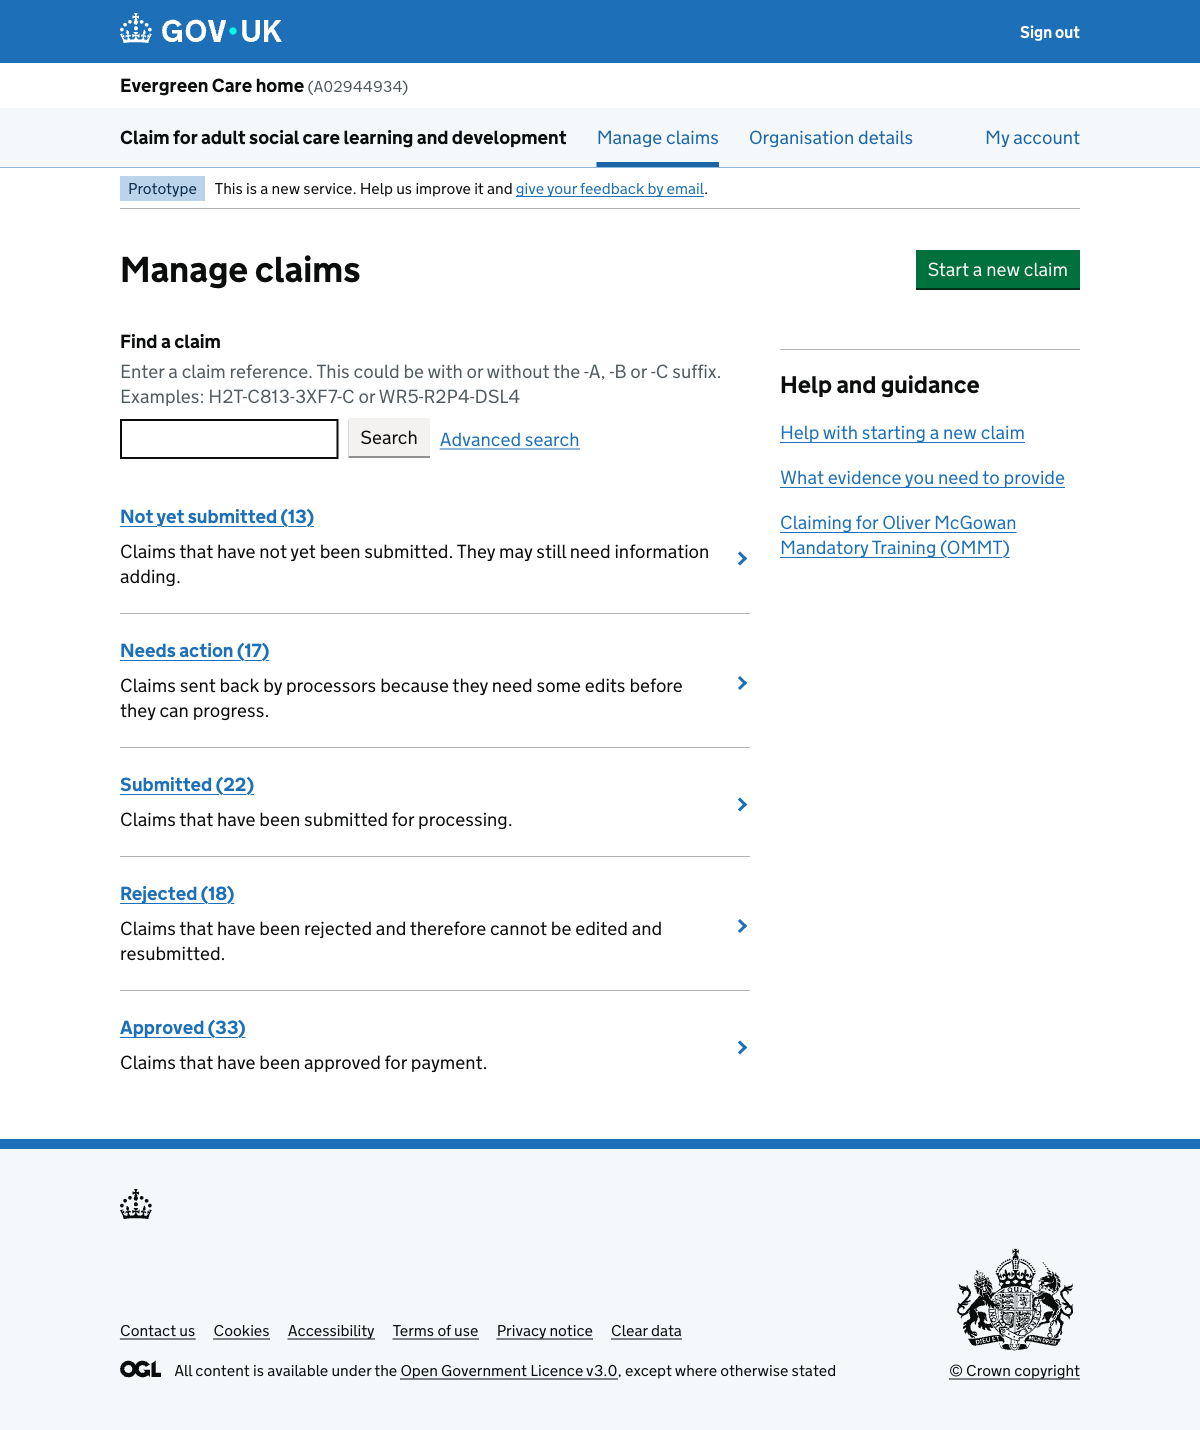 GOV·UK
Sign out
Evergreen Care home (A02944934)
Claim for adult social care learning and development
Manage claims
Organisation details
My account
Prototype
This is a new service. Help us improve it and give your feedback by email.
Manage claims
Start a new claim
Find a claim
Enter a claim reference. This could be with or without the -A, -B or -C suffix.
Examples: H2T-C813-3XF7-C or WR5-R2P4-DSL4
Search
Advanced search
Not yet submitted (13)
Claims that have not yet been submitted. They may still need information
adding.
Needs action (17)
Claims sent back by processors because they need some edits before
they can progress.
Submitted (22)
Claims that have been submitted for processing.
Rejected (18)
Claims that have been rejected and therefore cannot be edited and
resubmitted.
Approved (33)
Claims that have been approved for payment.
Help and guidance
Help with starting a new claim
What evidence you need to provide
Claiming for Oliver McGowan
Mandatory Training (OMMT)
Contact us
Cookies
Accessibility
Terms of use
Privacy notice
Clear data
OGL
All content is available under the Open Government Licence v3.0, except where otherwise stated
© Crown copyright